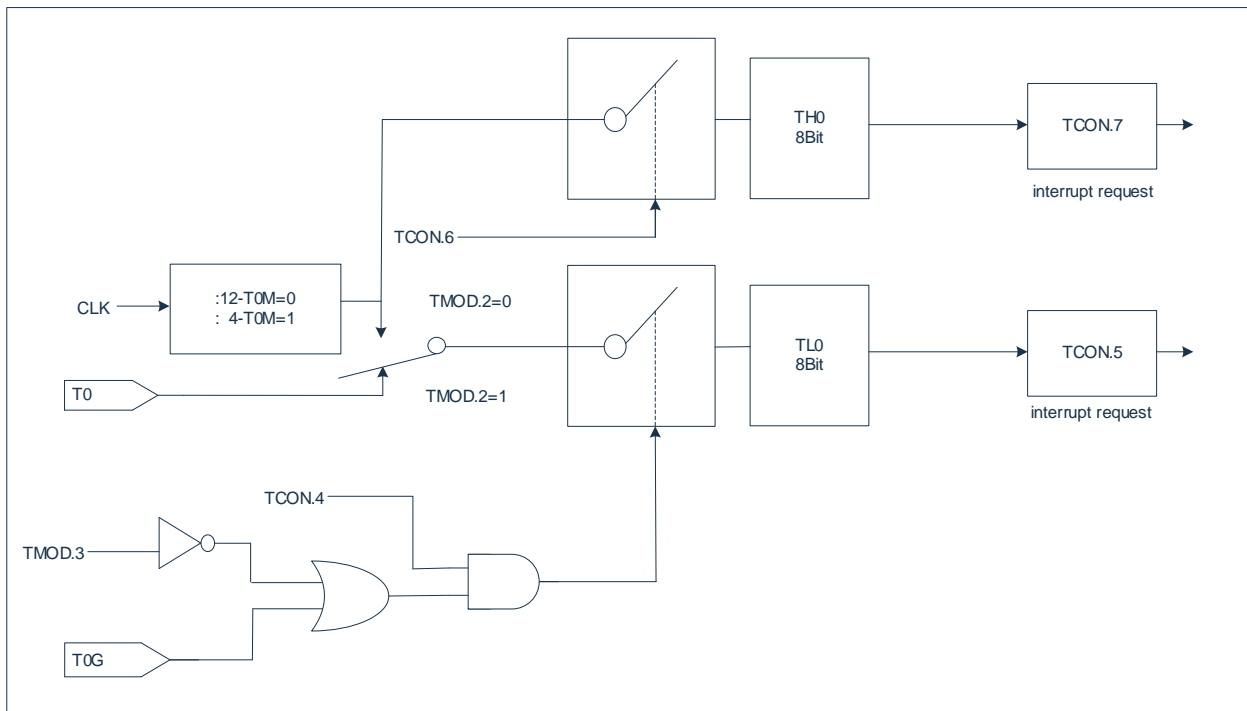 TH0
8Bit
TCON.7
interrupt request
TCON.6
CLK
:12-T0M=0
: 4-T0M=1
TMOD.2=0
TL0
8Bit
TCON.5
T0
TMOD.2=1
interrupt request
TCON.4
TMOD.3
T0G